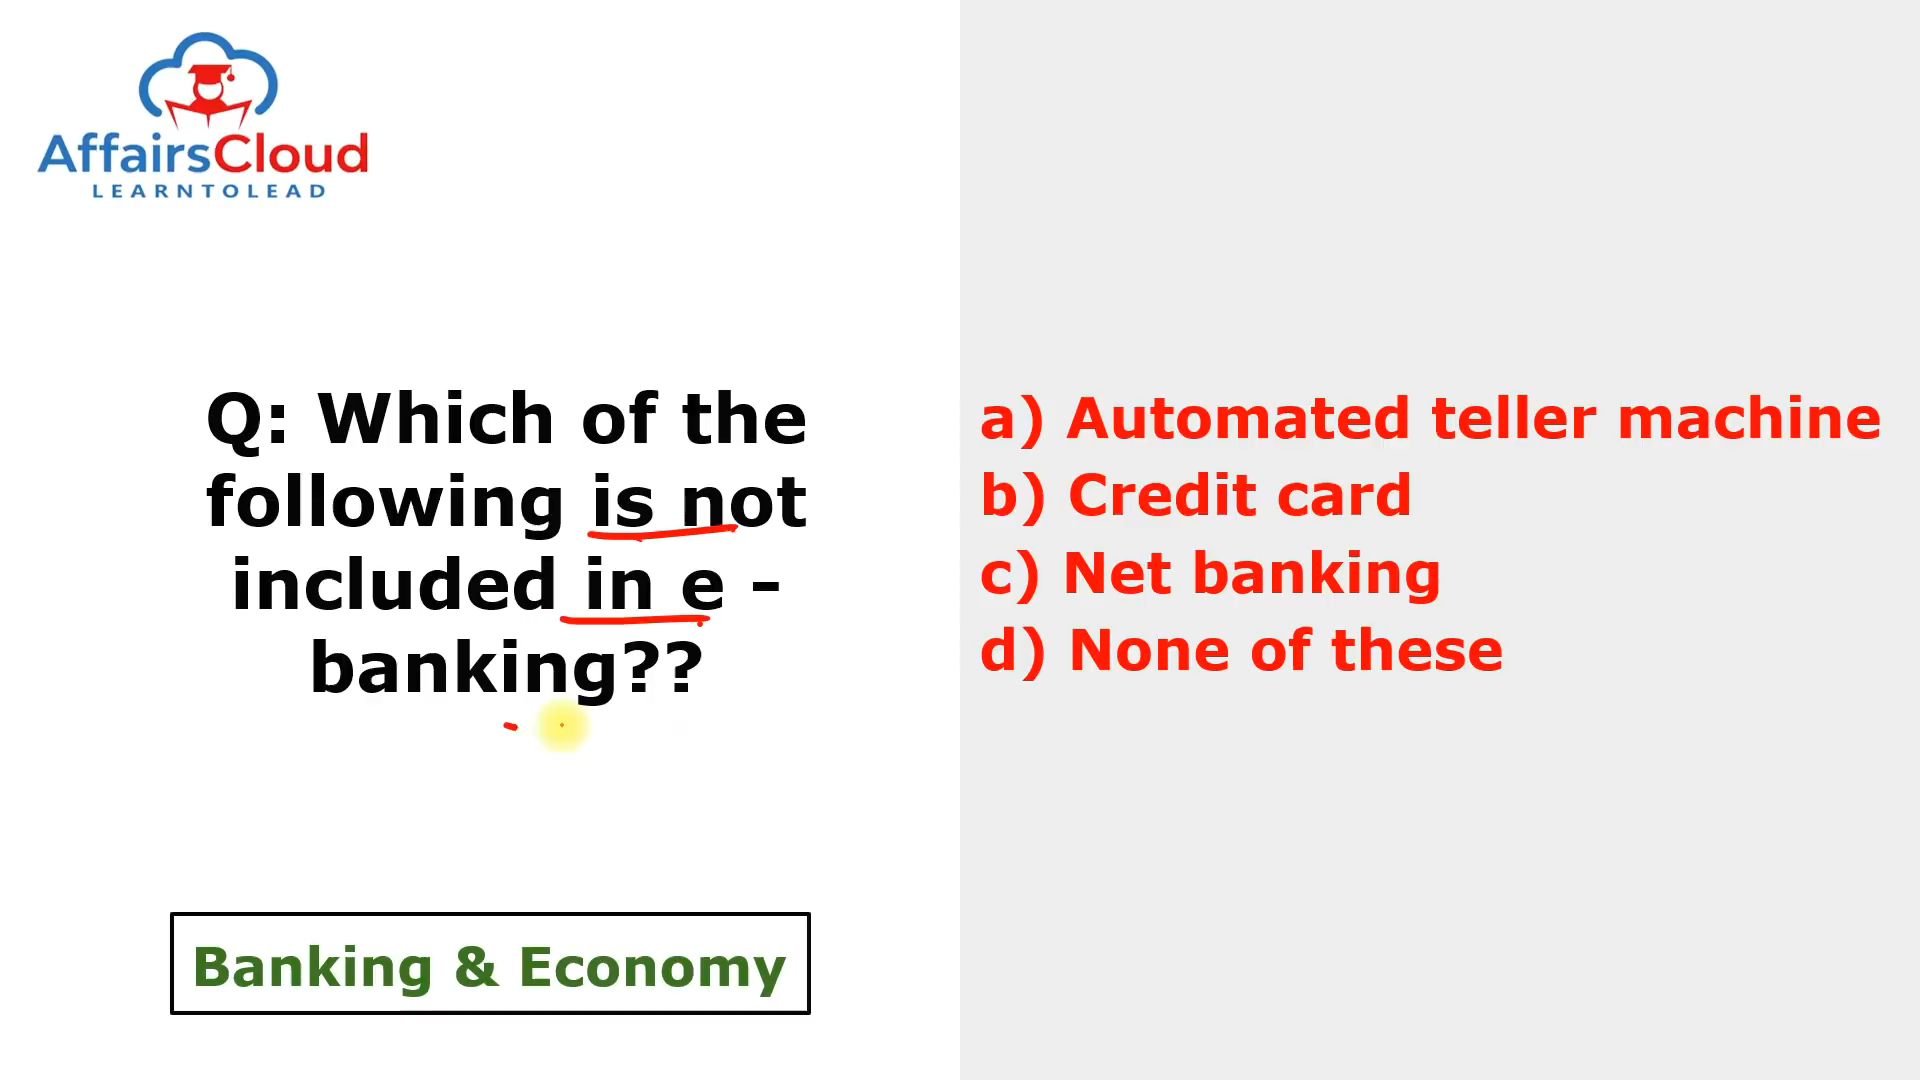 AffairsCloud
LEARNTOLEAD
Q: Which of the
following is not
included in e -
banking??
a) Automated teller machine
b) Credit card
c) Net banking
d) None of these
Banking & Economy